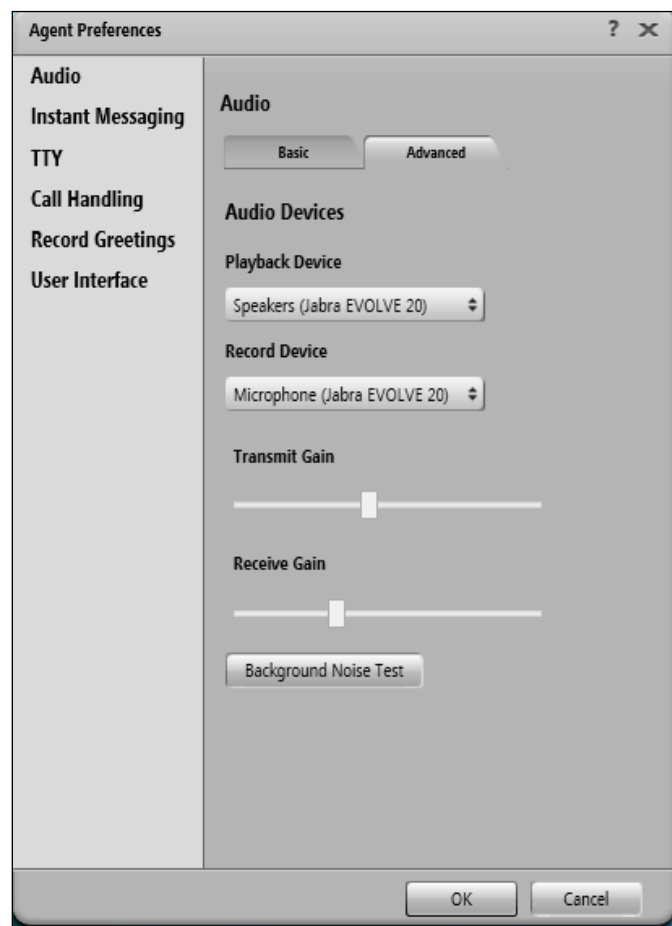 Agent Preferences ?
Audio
Instant Messaging
TTY
Call Handling
Record Greetings
User Interface
Audio
Basic Advanced
Audio Devices
Playback Device
Speakers (Jabra EVOLVE 20)
Record Device
Microphone (Jabra EVOLVE 20)
Transmit Gain
Receive Gain
Background Noise Test
OK Cancel